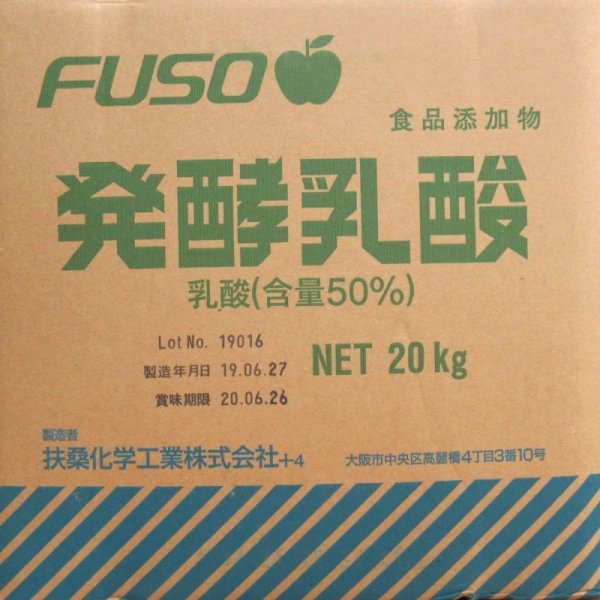 FUSO
食品添加物
発酵乳酸
乳酸(含量50%)
Lot No. 19016
製造年月日 19.06.27
賞味期限 20.06.26
NET 20kg
製造者
扶桑化学工業株式会社+4
大阪市中央区高麗橋4丁目3番10号